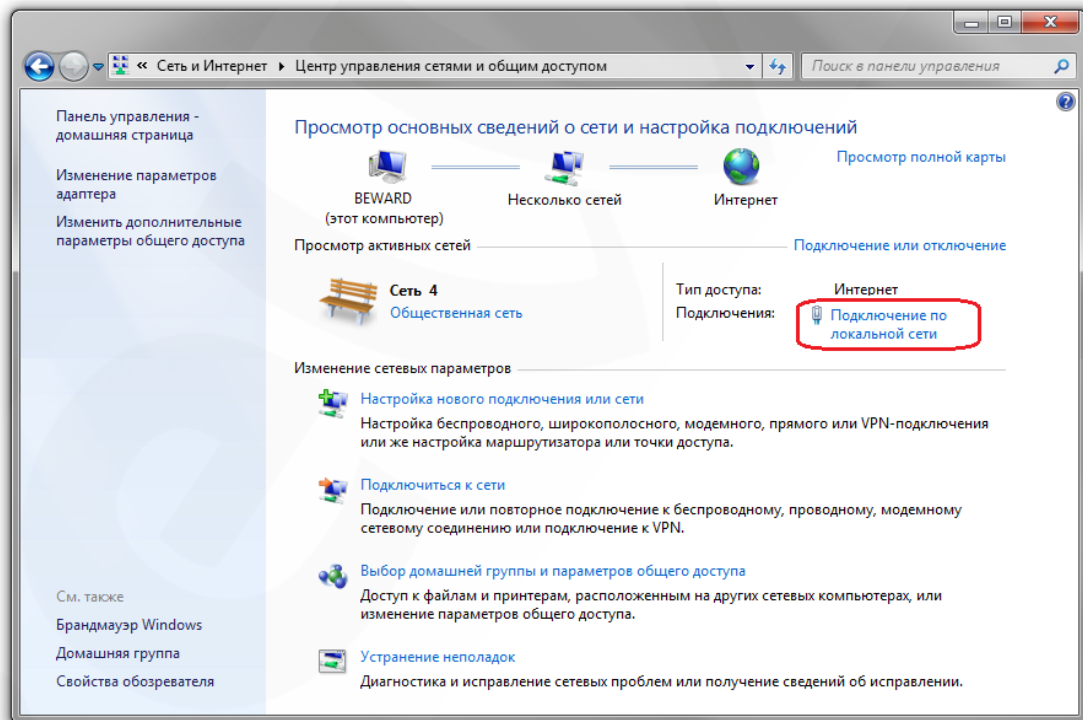 « Сеть и Интернет ▸ Центр управления сетями и общим доступом
Поиск в панели управления
Панель управления -
домашняя страница
Изменение параметров
адаптера
Изменить дополнительные
параметры общего доступа
Просмотр основных сведений о сети и настройка подключений
Просмотр полной карты
BEWARD
(этот компьютер)
Несколько сетей
Интернет
Просмотр активных сетей
Подключение или отключение
Сеть 4
Общественная сеть
Тип доступа: Интернет
Подключения: Подключение по
локальной сети
Изменение сетевых параметров
Настройка нового подключения или сети
Настройка беспроводного, широкополосного, модемного, прямого или VPN-подключения
или же настройка маршрутизатора или точки доступа.
Подключиться к сети
Подключение или повторное подключение к беспроводному, проводному, модемному
сетевому соединению или подключение к VPN.
Выбор домашней группы и параметров общего доступа
Доступ к файлам и принтерам, расположенным на других сетевых компьютерах, или
изменение параметров общего доступа.
Устранение неполадок
Диагностика и исправление сетевых проблем или получение сведений об исправлении.
См. также
Брандмауэр Windows
Домашняя группа
Свойства обозревателя